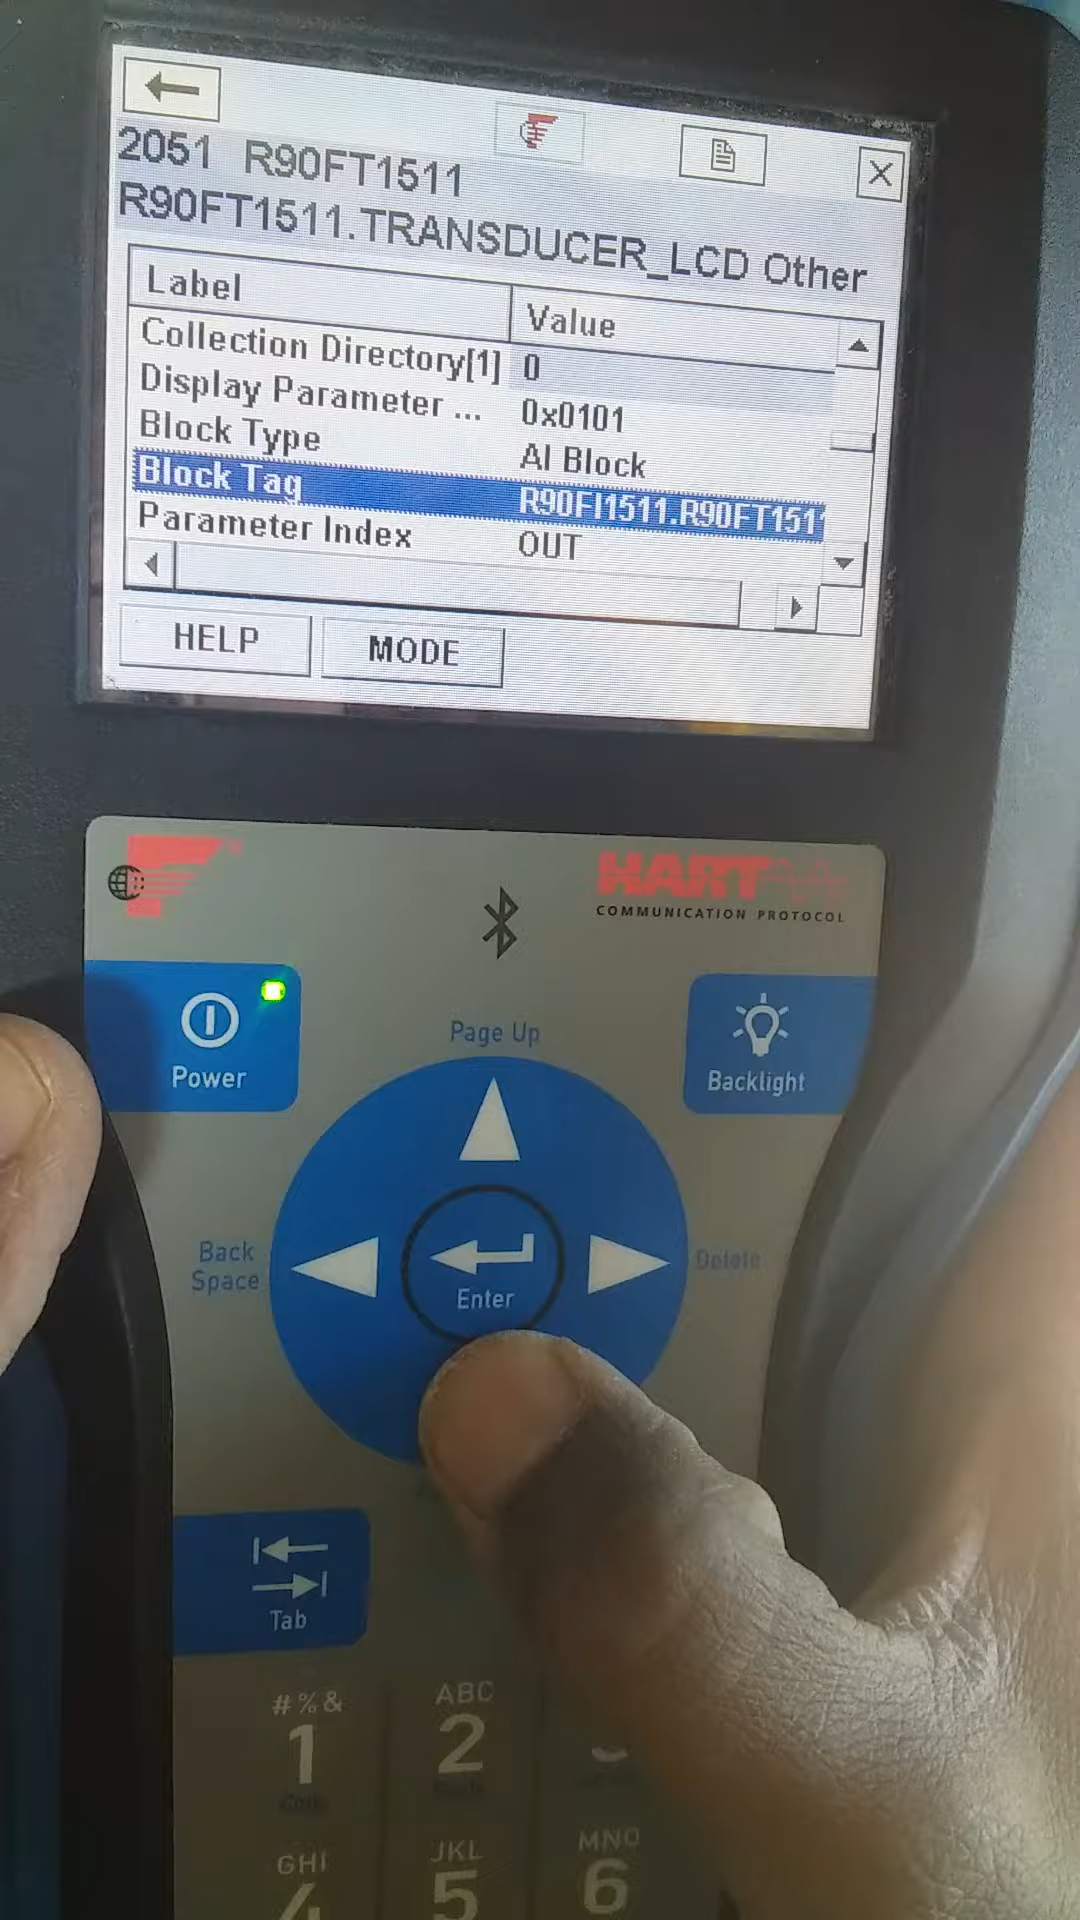 2051 R90FT1511
R90FT1511.TRANSDUCER_LCD Other
Label Value
Collection Directory[1] 0
Display Parameter ... 0x0101
Block Type AI Block
Block Tag R90FI1511.R90FT151
Parameter Index OUT
HELP MODE
HART
COMMUNICATION PROTOCOL
Power
Page Up
Backlight
Back
Space
Enter
Delete
Tab
#%& ABC
1 2
GHI JKL MNO
4 5 6